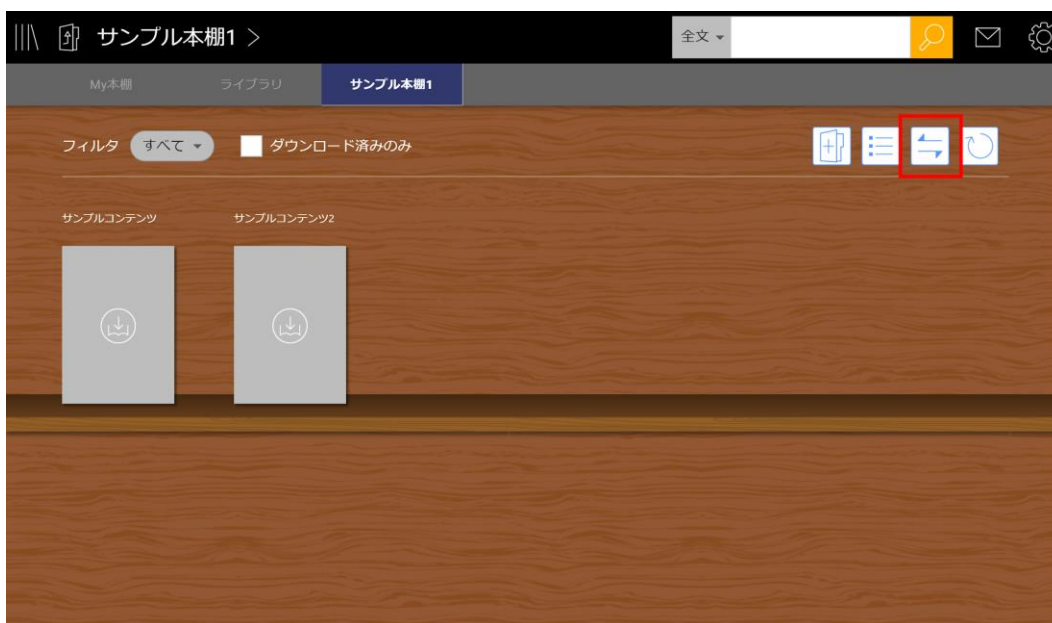 サンプル本棚1 >
全文
My本棚
ライブラリ
サンプル本棚1
フィルタ
すべて
ダウンロード済みのみ
サンプルコンテンツ
サンプルコンテンツ2